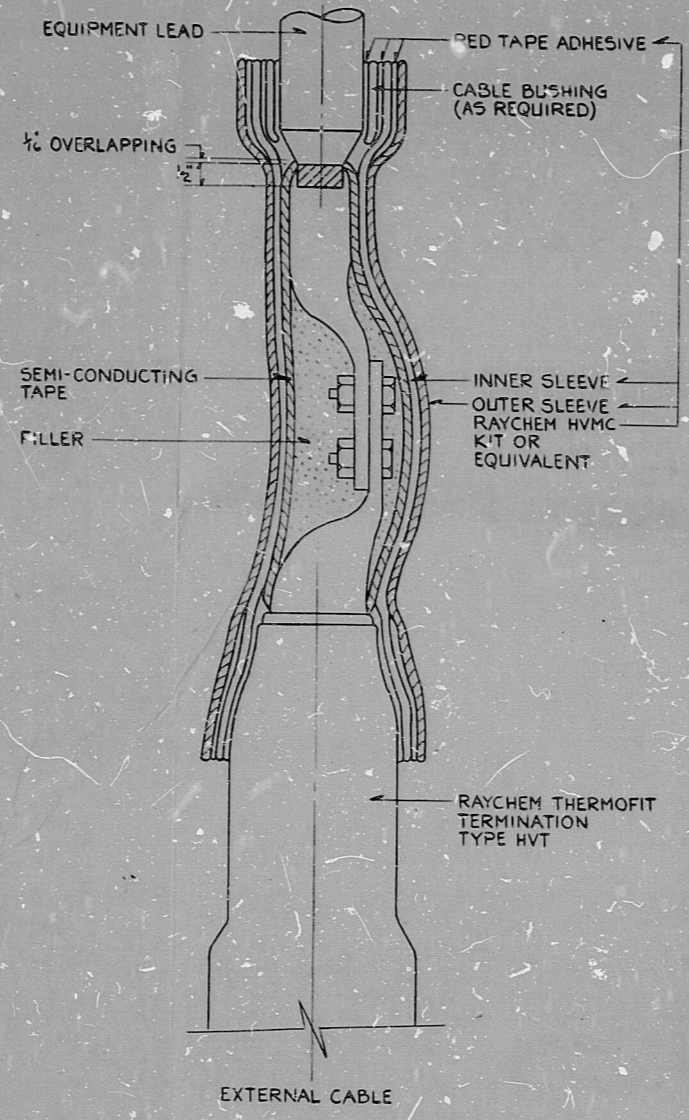 EQUIPMENT LEAD
RED TAPE ADHESIVE
CABLE BUSHING
(AS REQUIRED)
1/16" OVERLAPPING
1/2"
SEMI-CONDUCTING
TAPE
FILLER
INNER SLEEVE
OUTER SLEEVE
RAYCHEM HVMC
KIT OR
EQUIVALENT
RAYCHEM THERMOFIT
TERMINATION
TYPE HVT
EXTERNAL CABLE